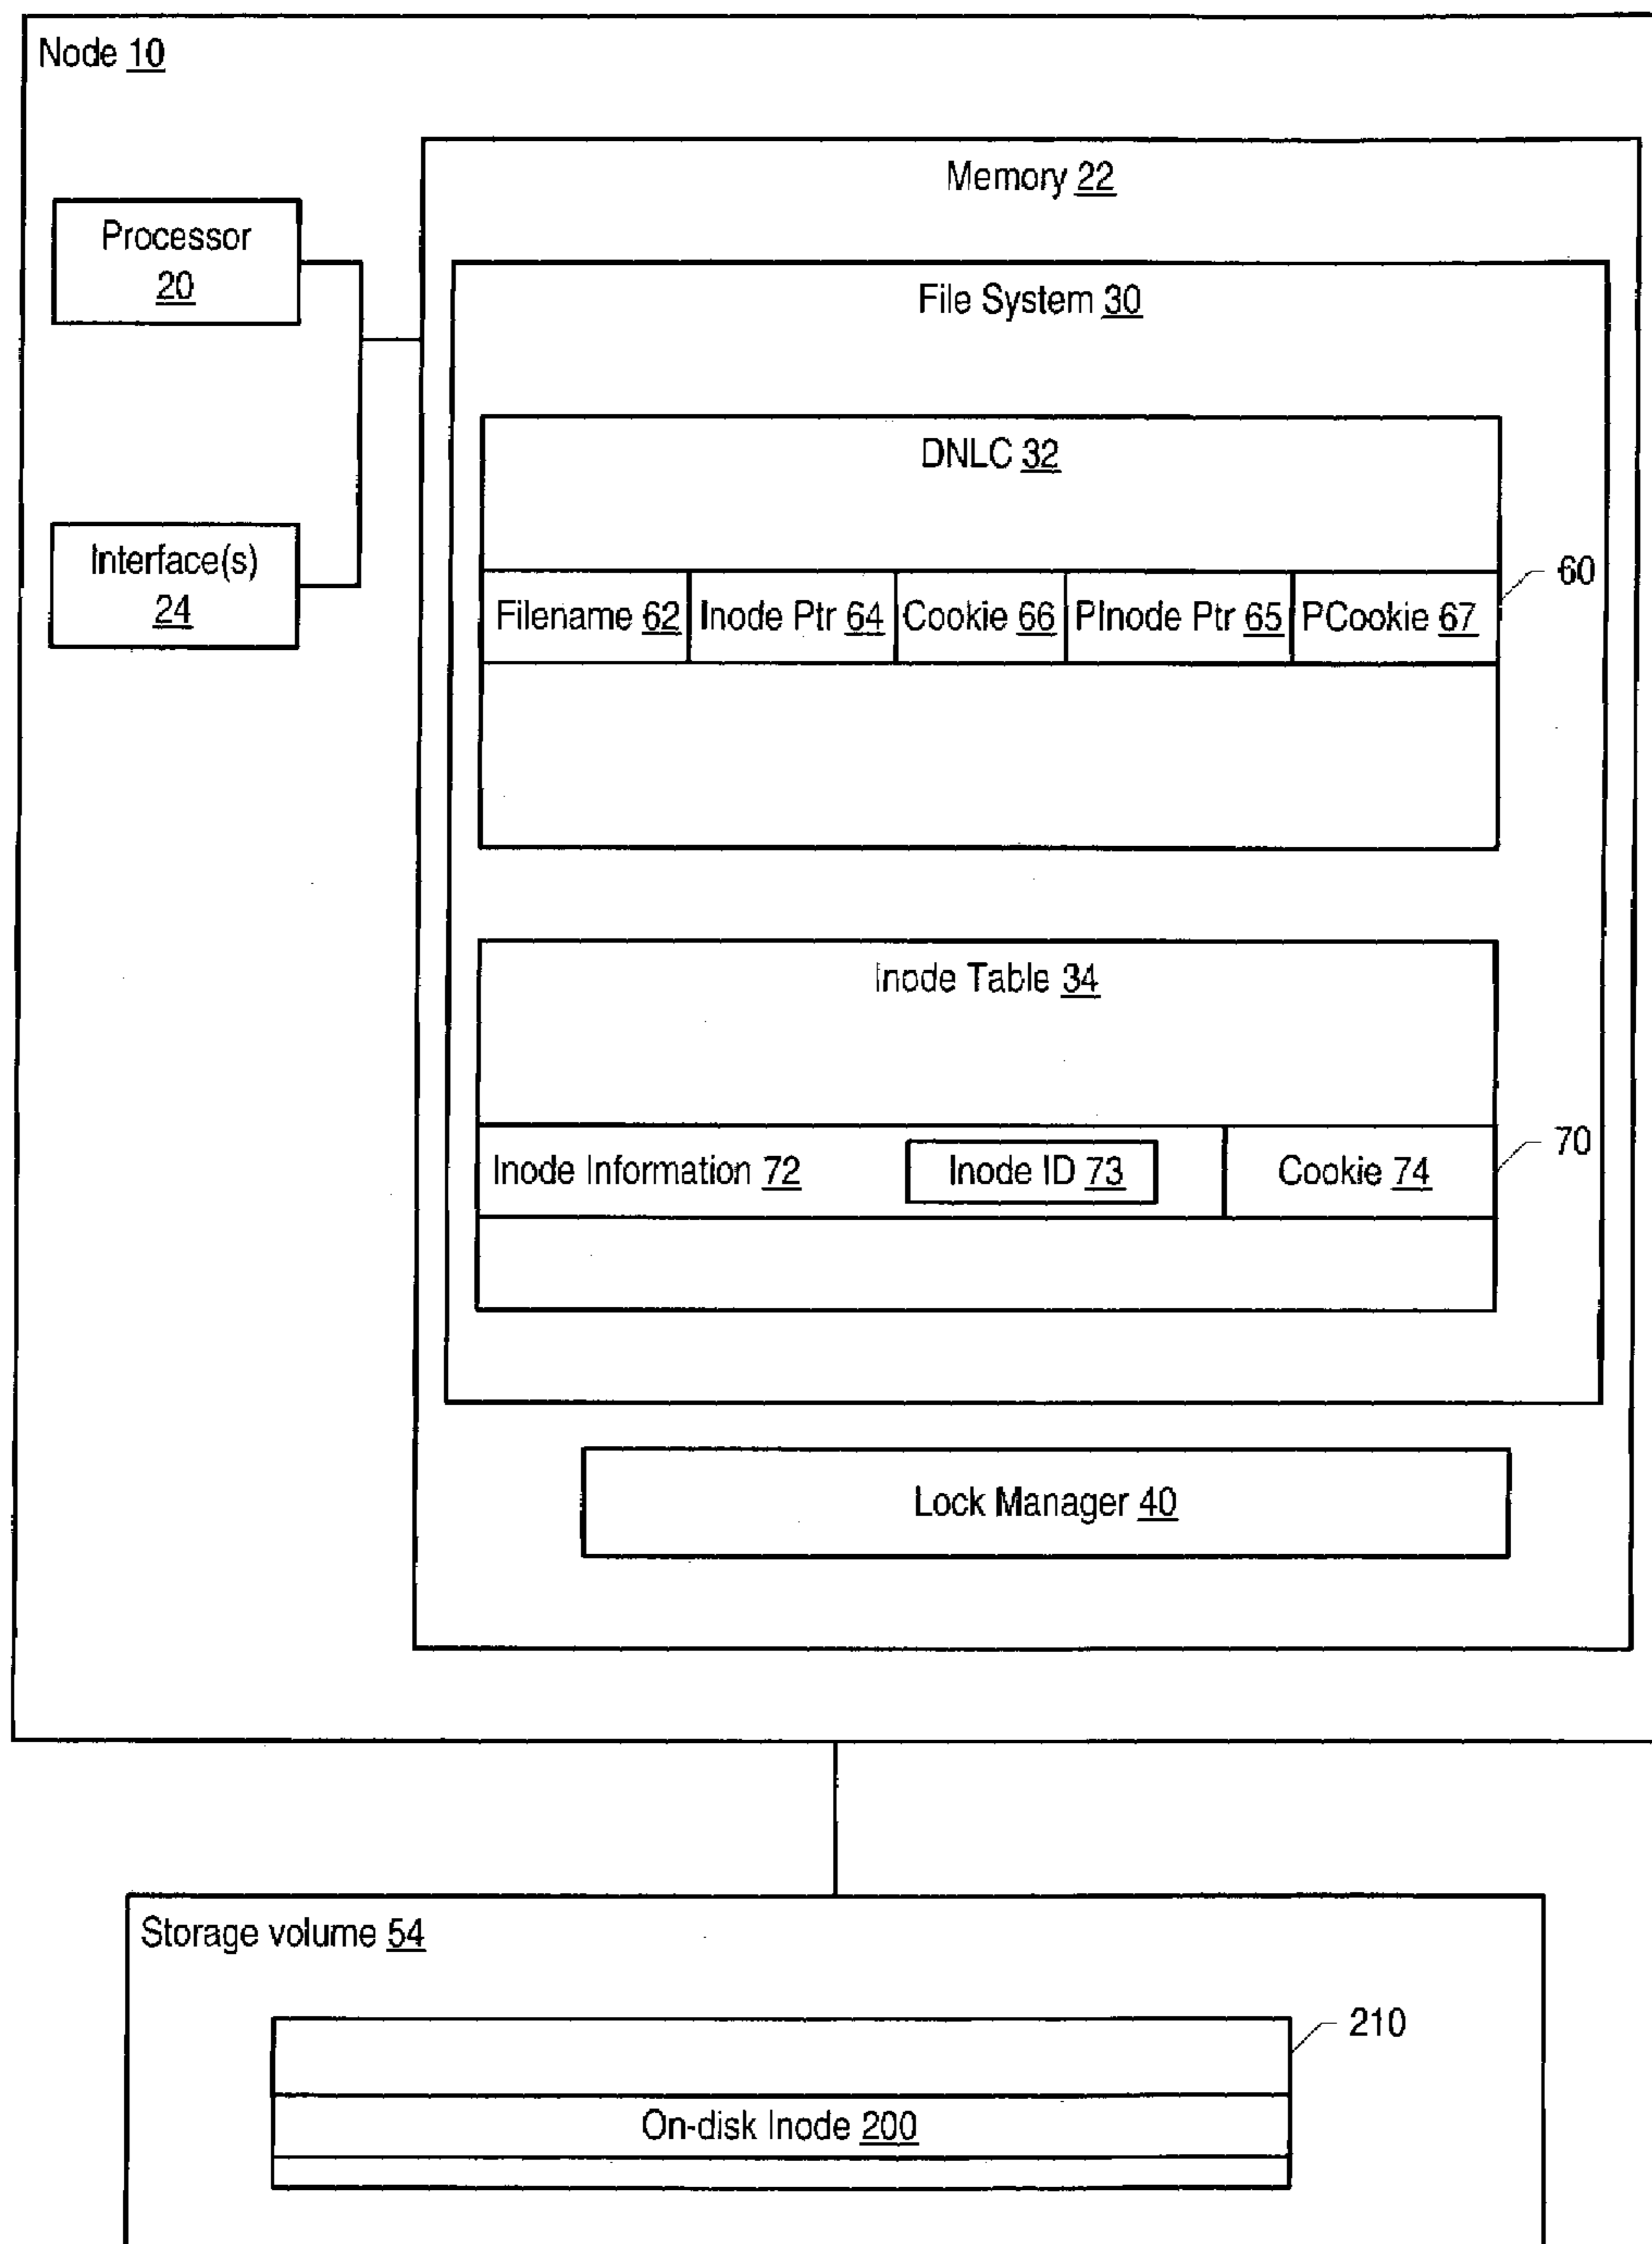 Node 10
Memory 22
Processor
20
File System 30
DNLC 32
Interface(s)
24
60
Filename 62 Inode Ptr 64 Cookie 66 PInode Ptr 65 PCookie 67
Inode Table 34
70
Inode Information 72 Inode ID 73 Cookie 74
Lock Manager 40
Storage volume 54
210
On-disk Inode 200